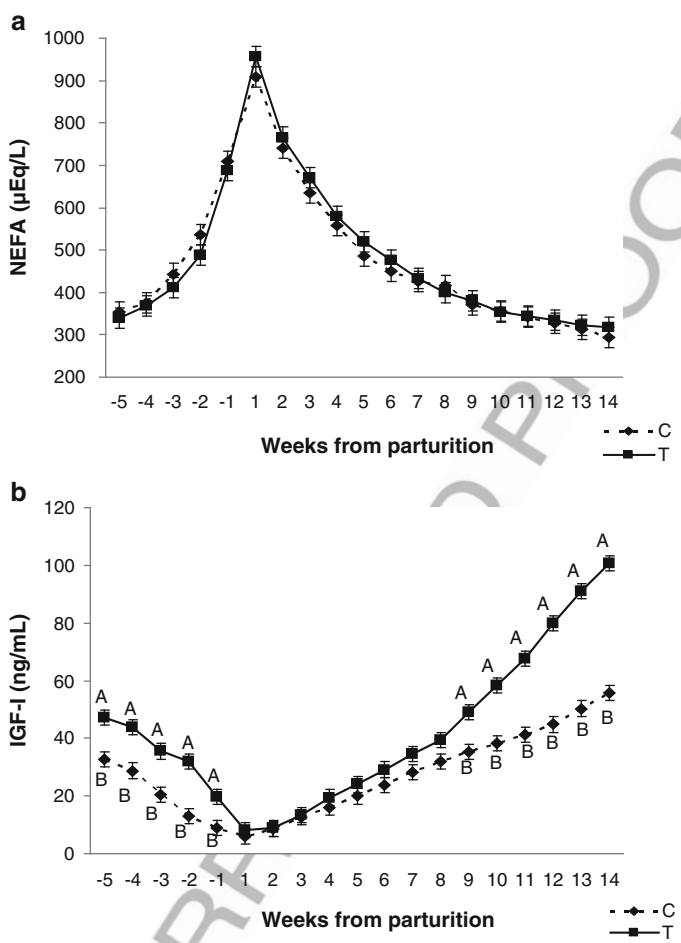 a
1000
900
800
700
600
500
400
300
200
NEFA (µEq/L)
-5 -4 -3 -2 -1 1 2 3 4 5 6 7 8 9 10 11 12 13 14
Weeks from parturition
C
T
b
120
100
80
60
40
20
0
IGF-I (ng/mL)
A A A A A A A A A A A
B B B B B B B B B B B
-5 -4 -3 -2 -1 1 2 3 4 5 6 7 8 9 10 11 12 13 14
Weeks from parturition
C
T